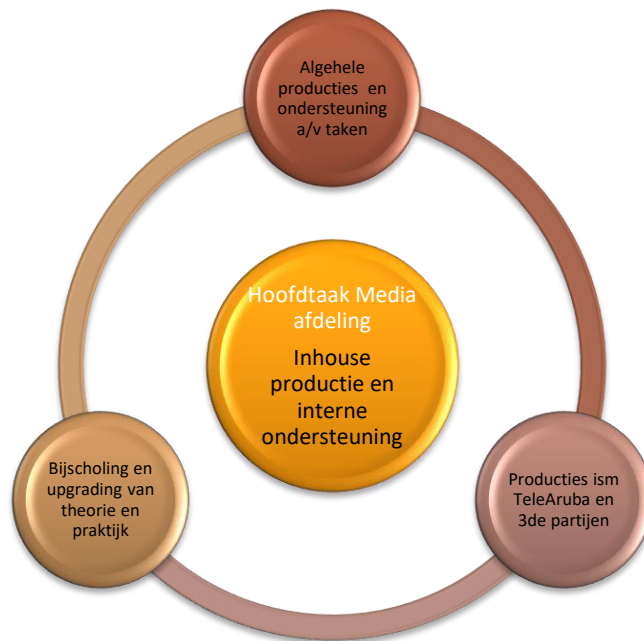 Algehele
producties en
ondersteuning
a/v taken
Hoofdtaak Media
afdeling
Inhouse
productie en
interne
ondersteuning
Bijscholing en
upgrading van
theorie en
praktijk
Producties ism
TeleAruba en
3de partijen